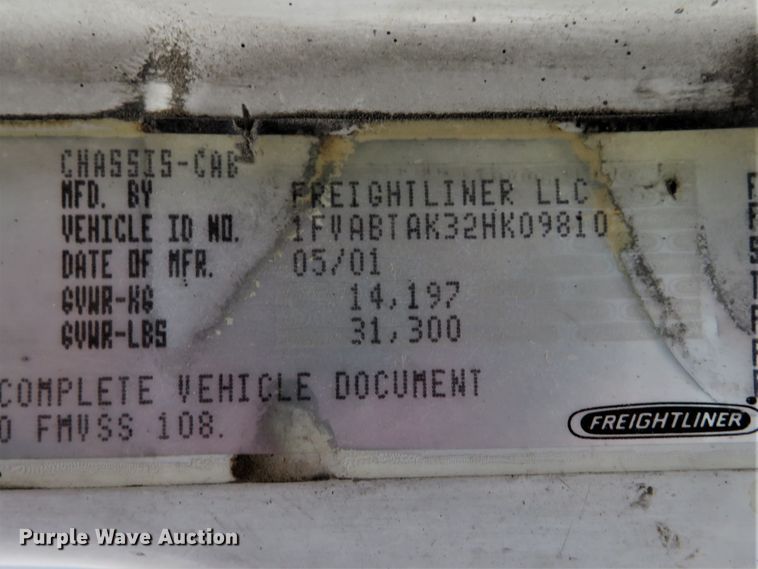 CHASSIS-CAB
MFD. BY FREIGHTLINER LLC
VEHICLE ID NO. 1FVABTAK32HK09810
DATE OF MFR. 05/01
GVWR-KG 14,197
GVWR-LBS 31,300
COMPLETE VEHICLE DOCUMENT
O FMVSS 108.
FREIGHTLINER
Purple Wave Auction